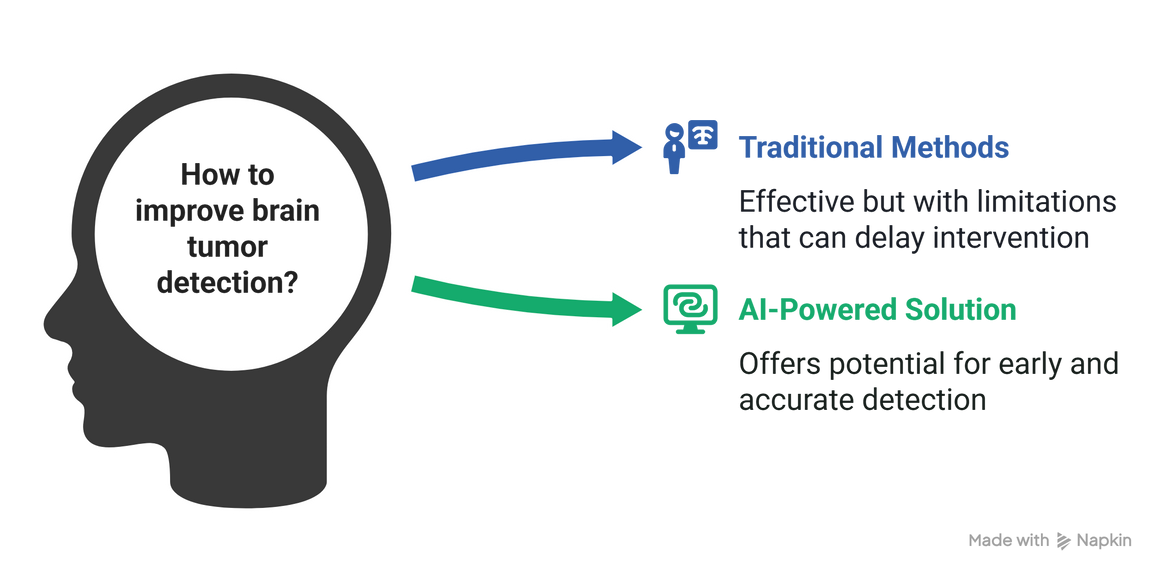 How to
improve brain
tumor
detection?
Traditional Methods
Effective but with limitations
that can delay intervention
AI-Powered Solution
Offers potential for early and
accurate detection
Made with Napkin